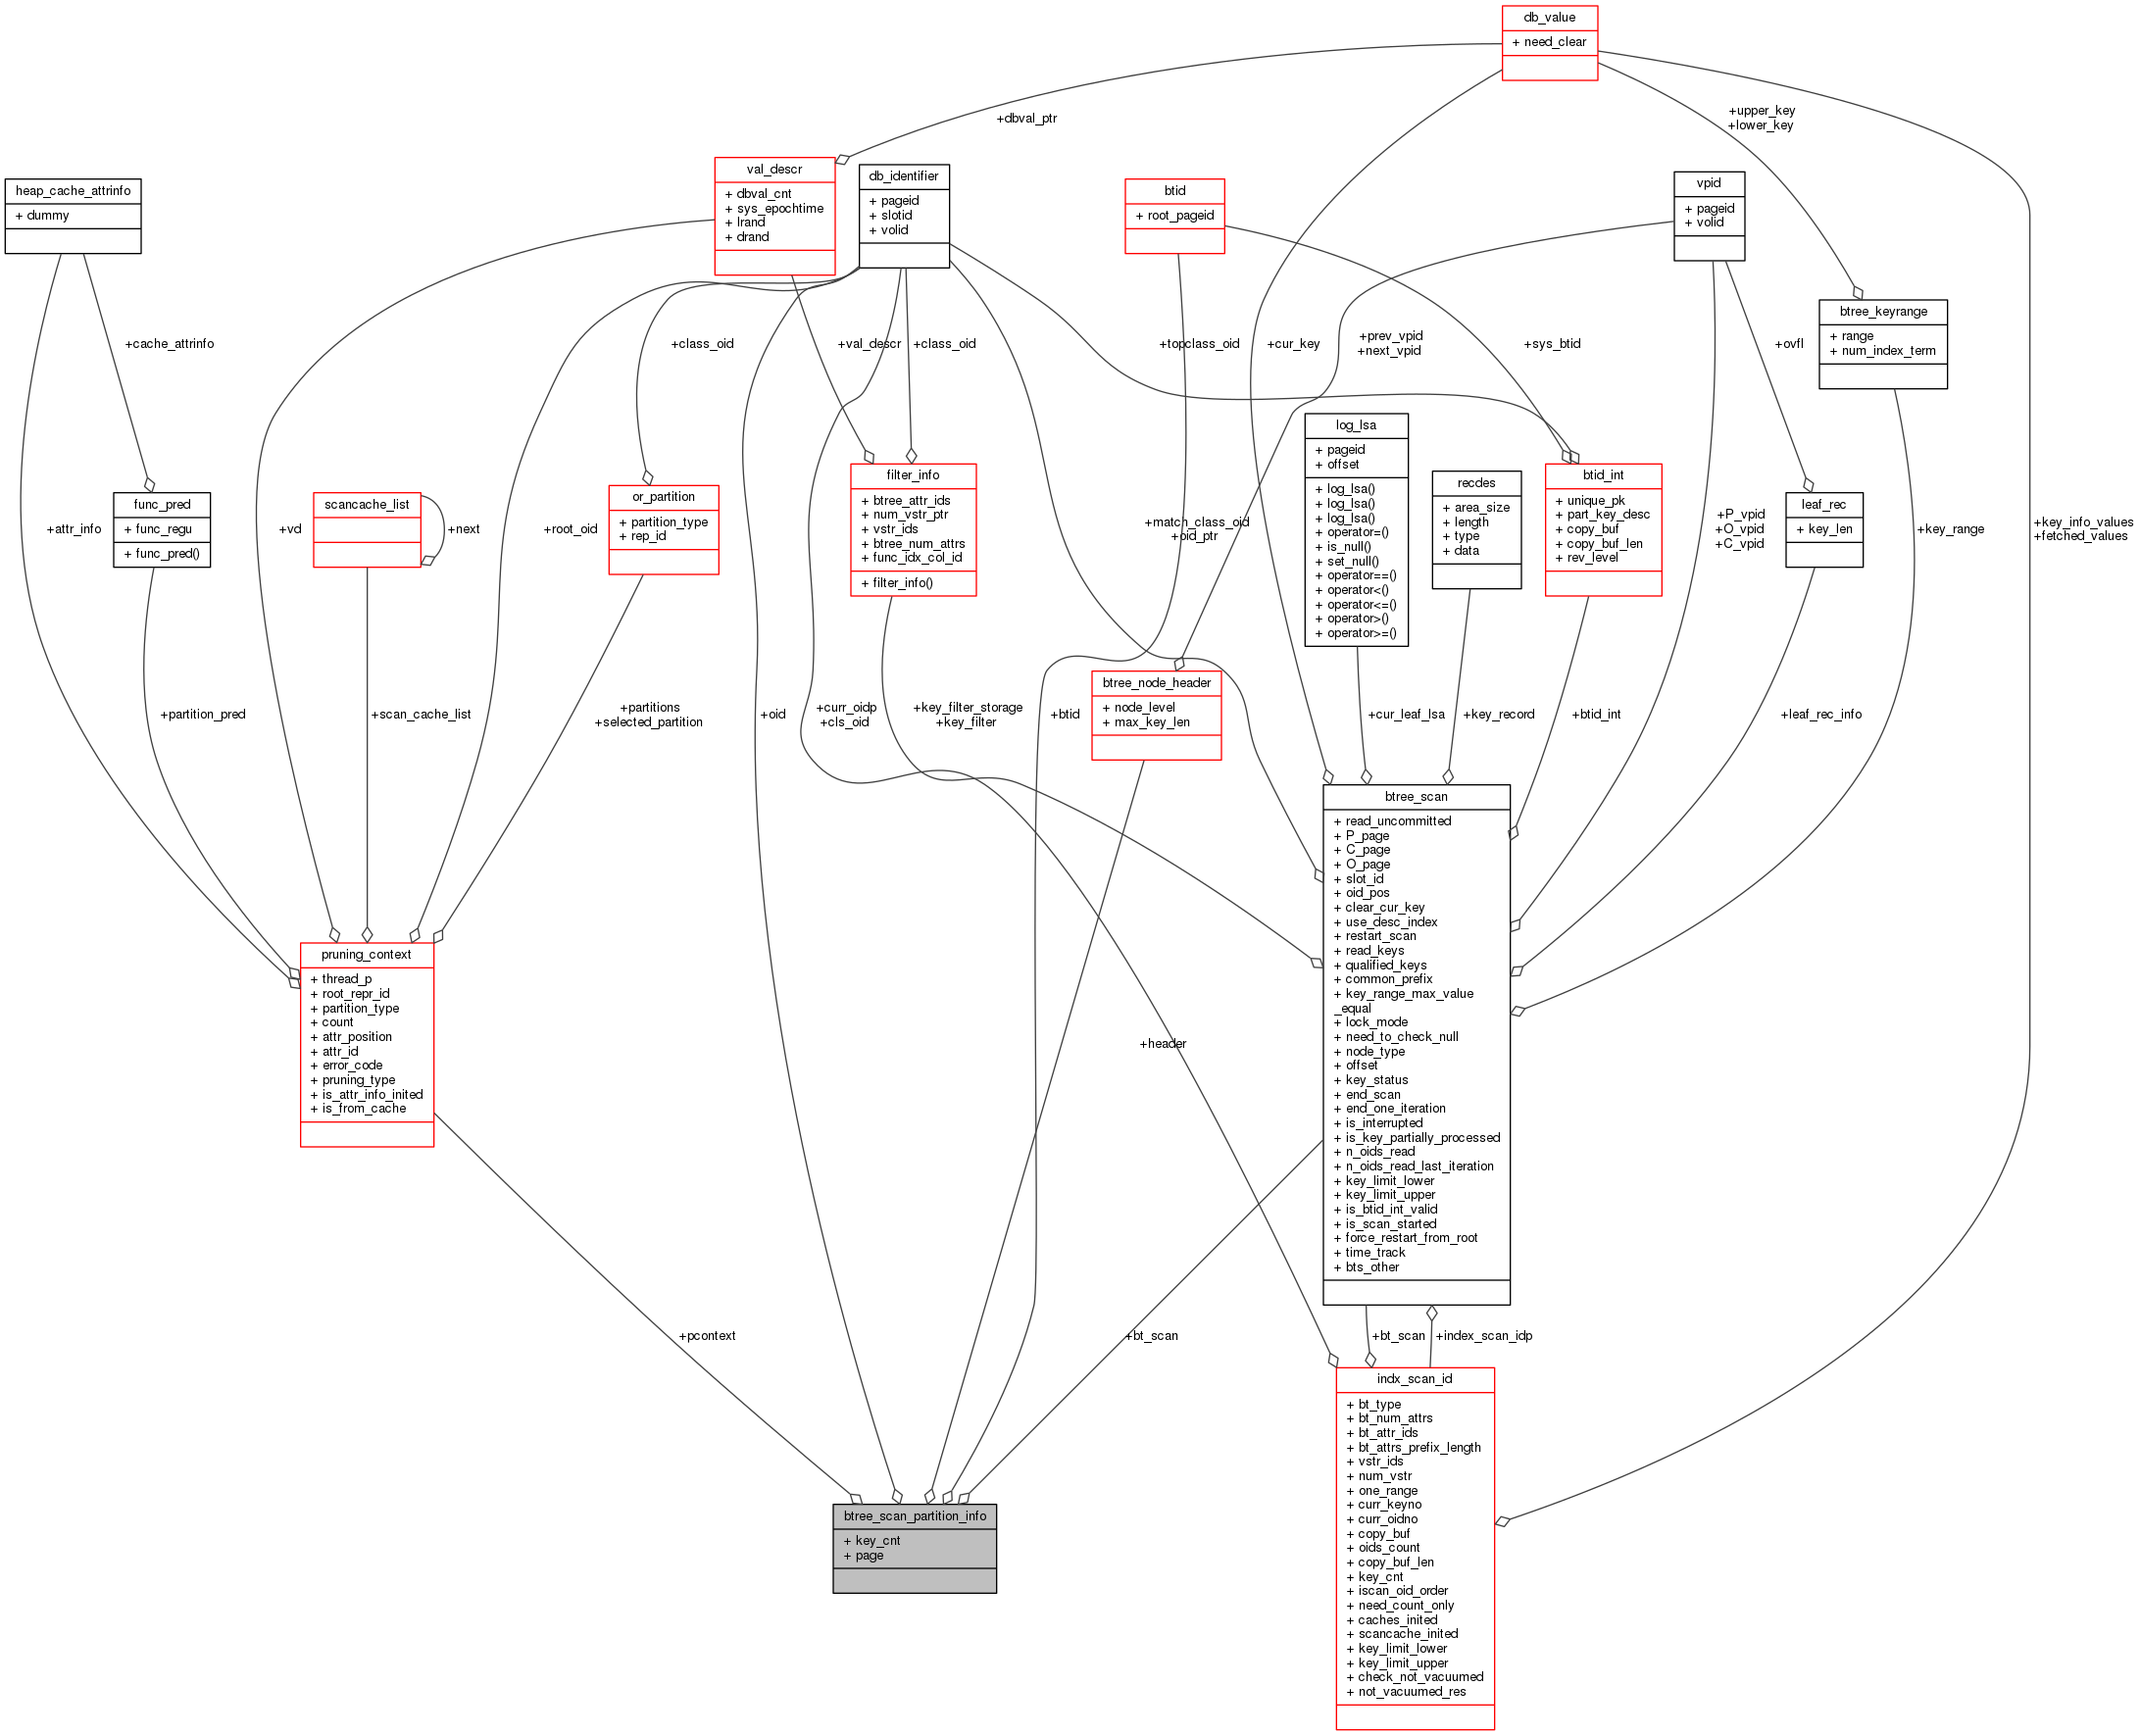 db_value
+ need_clear
+dbval_ptr
+upper_key
+lower_key
val_descr
+ dbval_cnt
+ sys_epochtime
+ lrand
+ drand
db_identifier
+ pageid
+ slotid
+ volid
btid
+ root_pageid
vpid
+ pageid
+ volid
heap_cache_attrinfo
+ dummy
btree_keyrange
+ range
+ num_index_term
+cache_attrinfo
+class_oid
+val_descr
+class_oid
+topclass_oid
+cur_key
+prev_vpid
+next_vpid
+sys_btid
+ovfl
log_lsa
+ pageid
+ offset
+ log_lsa()
+ log_lsa()
+ log_lsa()
+ operator=()
+ is_null()
+ set_null()
+ operator==()
+ operator<()
+ operator<=()
+ operator>()
+ operator>=()
recdes
+ area_size
+ length
+ type
+ data
btid_int
+ unique_pk
+ part_key_desc
+ copy_buf
+ copy_buf_len
+ rev_level
leaf_rec
+ key_len
func_pred
+ func_regu
+ func_pred()
scancache_list
+next
or_partition
+ partition_type
+ rep_id
filter_info
+ btree_attr_ids
+ num_vstr_ptr
+ vstr_ids
+ btree_num_attrs
+ func_idx_col_id
+ filter_info()
+attr_info
+vd
+root_oid
+match_class_oid
+oid_ptr
+P_vpid
+O_vpid
+C_vpid
+key_range
+key_info_values
+fetched_values
btree_node_header
+ node_level
+ max_key_len
+partition_pred
+scan_cache_list
+partitions
+selected_partition
+oid
+curr_oidp
+cls_oid
+key_filter_storage
+key_filter
+btid
+cur_leaf_lsa
+key_record
+btid_int
+leaf_rec_info
btree_scan
+ read_uncommitted
+ P_page
+ C_page
+ O_page
+ slot_id
+ oid_pos
+ clear_cur_key
+ use_desc_index
+ restart_scan
+ read_keys
+ qualified_keys
+ common_prefix
+ key_range_max_value
_equal
+ lock_mode
+ need_to_check_null
+ node_type
+ offset
+ key_status
+ end_scan
+ end_one_iteration
+ is_interrupted
+ is_key_partially_processed
+ n_oids_read
+ n_oids_read_last_iteration
+ key_limit_lower
+ key_limit_upper
+ is_btid_int_valid
+ is_scan_started
+ force_restart_from_root
+ time_track
+ bts_other
pruning_context
+ thread_p
+ root_repr_id
+ partition_type
+ count
+ attr_position
+ attr_id
+ error_code
+ pruning_type
+ is_attr_info_inited
+ is_from_cache
+header
+pcontext
+bt_scan
+bt_scan
+index_scan_idp
indx_scan_id
+ bt_type
+ bt_num_attrs
+ bt_attr_ids
+ bt_attrs_prefix_length
+ vstr_ids
+ num_vstr
+ one_range
+ curr_keyno
+ curr_oidno
+ copy_buf
+ oids_count
+ copy_buf_len
+ key_cnt
+ iscan_oid_order
+ need_count_only
+ caches_inited
+ scancache_inited
+ key_limit_lower
+ key_limit_upper
+ check_not_vacuumed
+ not_vacuumed_res
btree_scan_partition_info
+ key_cnt
+ page